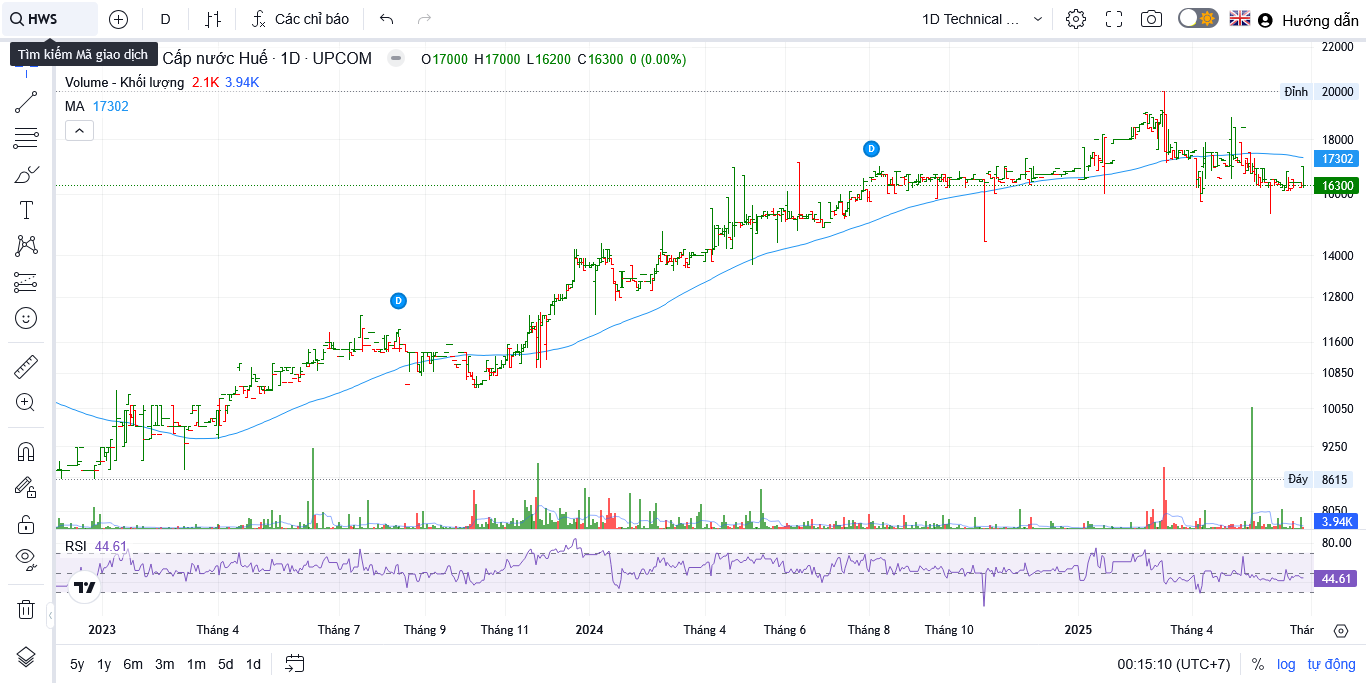 HWS D Các chỉ báo 1D Technical ... Hướng dẫn
Tìm kiếm Mã giao dịch
Cấp nước Huế · 1D · UPCOM O17000 H17000 L16200 C16300 0 (0.00%)
Volume - Khối lượng 2.1K 3.94K
MA 17302
22000
Đỉnh 20000
18000
17302
16300
16000
14000
12800
11600
10850
10050
9250
Đáy 8615
8050
3.94K
D
D
RSI 44.61
80.00
44.61
2023 Tháng 4 Tháng 7 Tháng 9 Tháng 11 2024 Tháng 4 Tháng 6 Tháng 8 Tháng 10 2025 Tháng 4 Thár
5y 1y 6m 3m 1m 5d 1d 00:15:10 (UTC+7) % log tự động